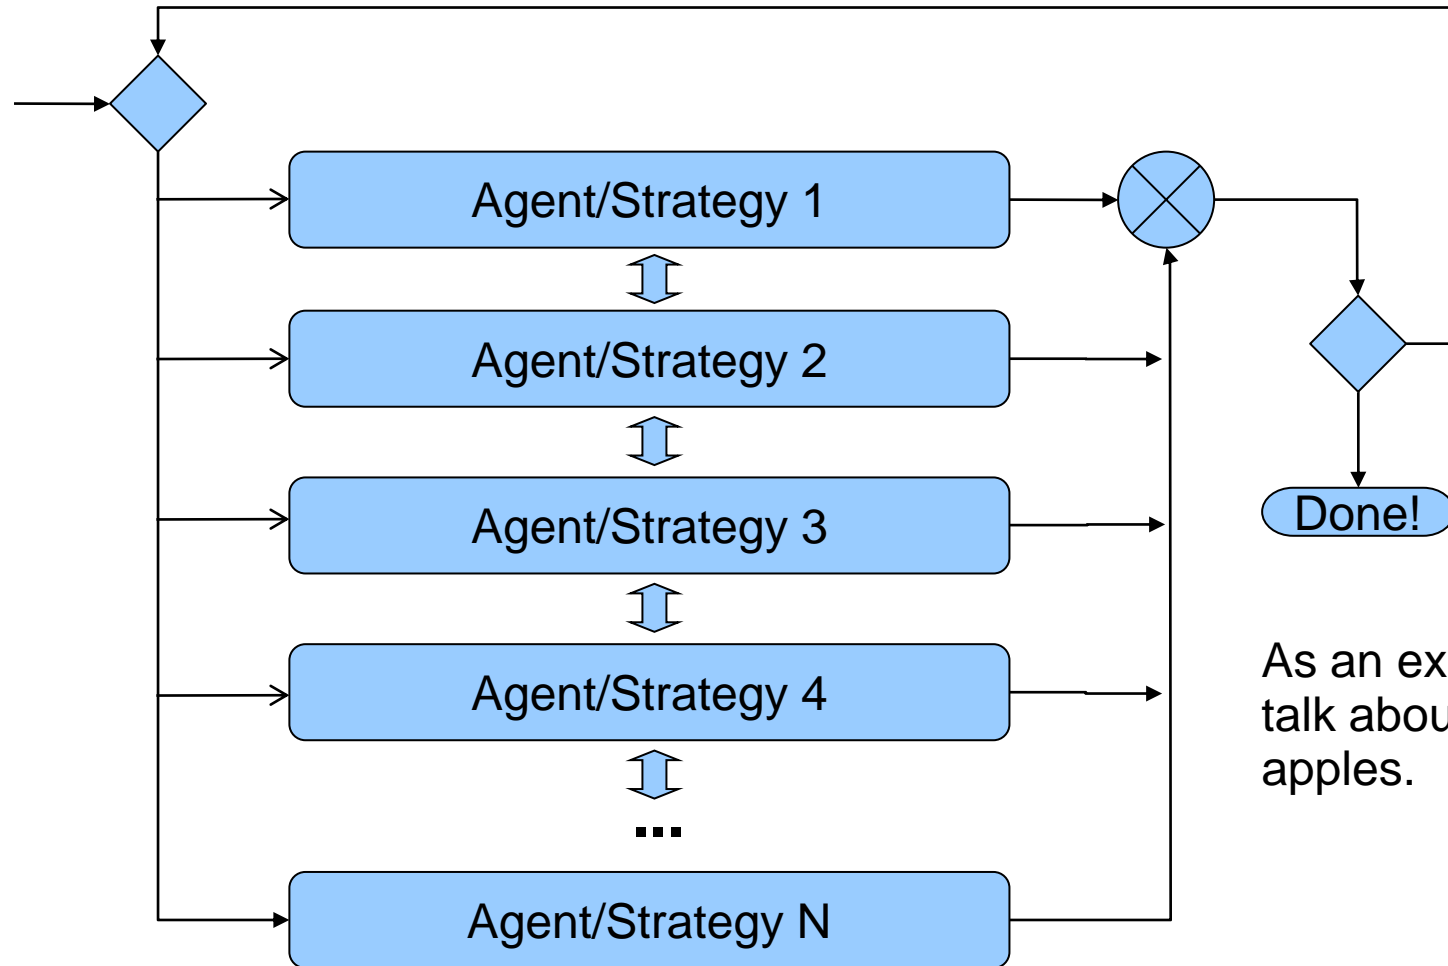 Agent/Strategy 1
Agent/Strategy 2
Agent/Strategy 3
Agent/Strategy 4
...
Agent/Strategy N
Done!
As an ex
talk abou
apples.